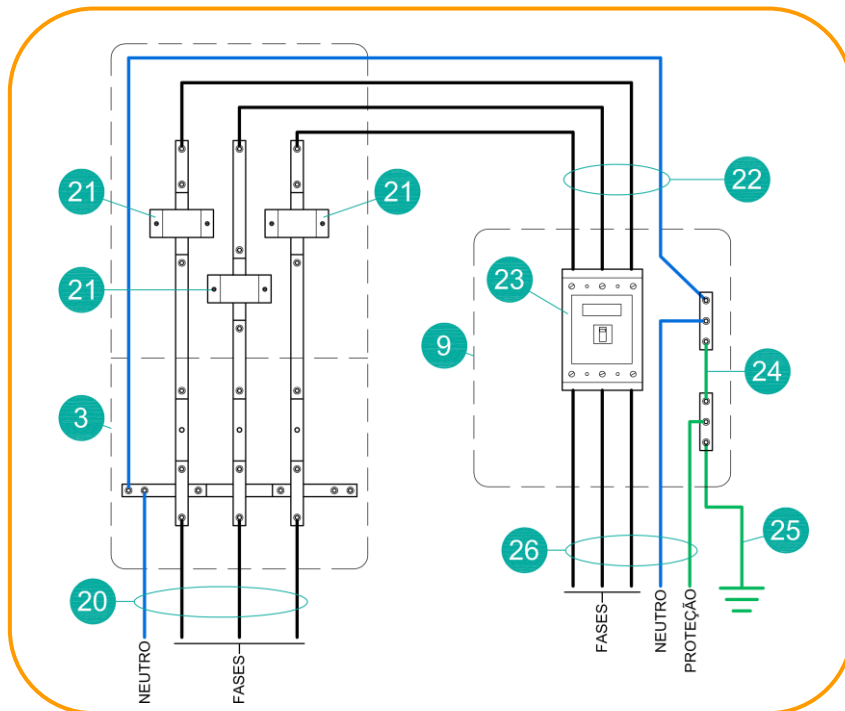 21
21
22
21
23
9
24
3
25
26
20
NEUTRO
FASES
FASES
NEUTRO
PROTEÇÃO